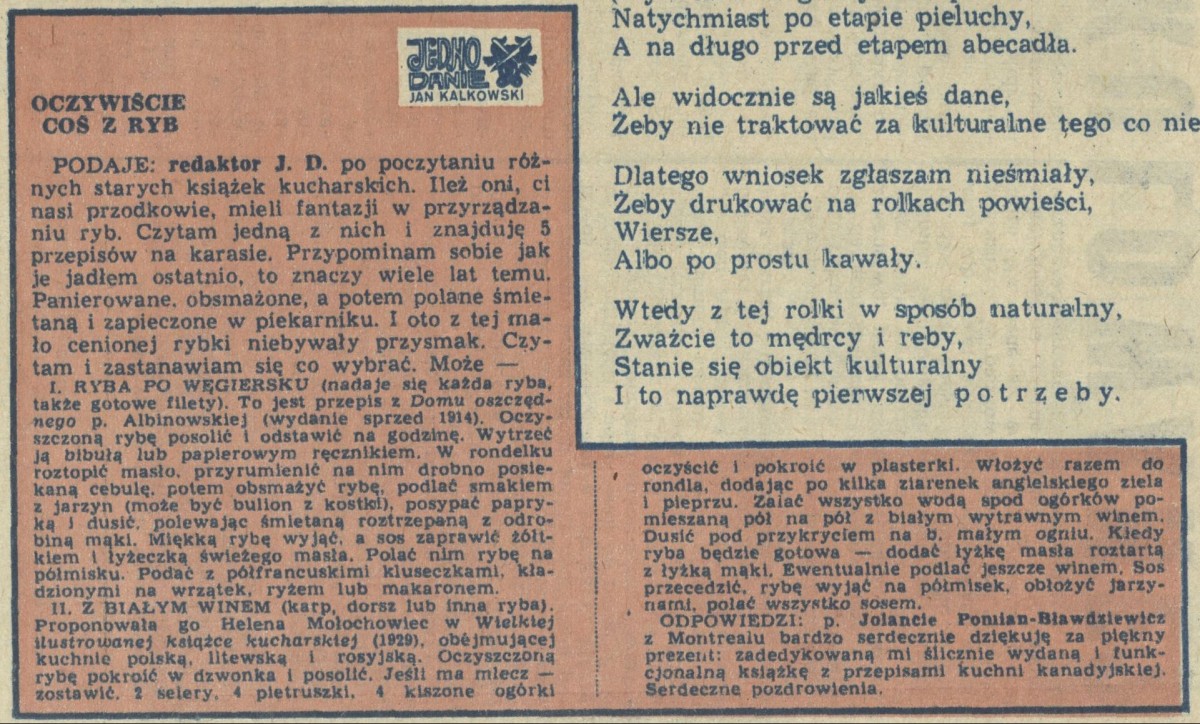 JEDNO
DANIE
JAN KALKOWSKI
OCZYWIŚCIE
COŚ Z RYB
PODAJE: redaktor J. D. po poczytaniu róż-
nych starych książek kucharskich. Ileż oni, ci
nasi przodkowie, mieli fantazji w przyrządza-
niu ryb. Czytam jedną z nich i znajduję 5
przepisów na karasie. Przypominam sobie jak
je jadłem ostatnio, to znaczy wiele lat temu.
Panierowane, obsmażone, a potem polane śmie-
taną i zapieczone w piekarniku. I oto z tej ma-
ło cenionej rybki niebywały przysmak. Czy-
tam i zastanawiam się co wybrać. Może —
I. RYBA PO WĘGIERSKU (nadaje się każda ryba,
także gotowe filety). To jest przepis z Domu oszczęd-
nego p. Albinowskiej (wydanie sprzed 1914). Oczy-
szczoną rybę posolić i odstawić na godzinę. Wytrzeć
ją bibułą lub papierowym ręcznikiem. W rondelku
roztopić masło, przyrumienić na nim drobno posie-
kaną cebulę, potem obsmażyć rybę, podlać smakiem
z jarzyn (może być bulion z kostki), posypać papry-
ką i dusić, polewając śmietaną roztrzepaną z odro-
biną mąki. Miękką rybę wyjąć, a sos zaprawić żółt-
kiem i łyżeczką świeżego masła. Polać nim rybę na
półmisku. Podać z półfrancuskimi kluseczkami, kła-
dzionymi na wrzątek, ryżem lub makaronem.
II. Z BIAŁYM WINEM (karp, dorsz lub inna ryba).
Proponowała go Helena Mołochowiec w Wielkiej
ilustrowanej książce kucharskiej (1929), obejmującej
kuchnie polską, litewską i rosyjską. Oczyszczoną
rybę pokroić w dzwonka i posolić. Jeśli ma mlecz —
zostawić. 2 selery, 4 pietruszki, 4 kiszone ogórki
oczyścić i pokroić w plasterki. Włożyć razem do
rondla, dodając po kilka ziarenek angielskiego ziela
i pieprzu. Zalać wszystko wodą spod ogórków po-
mieszaną pół na pół z białym wytrawnym winem.
Dusić pod przykryciem na b. małym ogniu. Kiedy
ryba będzie gotowa — dodać łyżkę masła roztartą
z łyżką mąki. Ewentualnie podlać jeszcze winem. Sos
przecedzić, rybę wyjąć na półmisek, obłożyć jarzy-
nami, polać wszystko sosem.
ODPOWIEDZI: p. Jolancie Pomian-Bławdziewicz
z Montrealu bardzo serdecznie dziękuję za piękny
prezent: zadedykowaną mi ślicznie wydaną i funk-
cjonalną książkę z przepisami kuchni kanadyjskiej.
Serdeczne pozdrowienia.
Natychmiast po etapie pieluchy,
A na długo przed etapem abecadła.
Ale widocznie są jakieś dane,
Żeby nie traktować za kulturalne tego co nie
Dlatego wniosek zgłaszam nieśmiały,
Żeby drukować na rolkach powieści,
Wiersze,
Albo po prostu kawały.
Wtedy z tej rolki w sposób naturalny,
Zważcie to mędrcy i reby,
Stanie się obiekt kulturalny
I to naprawdę pierwszej potrzeby.